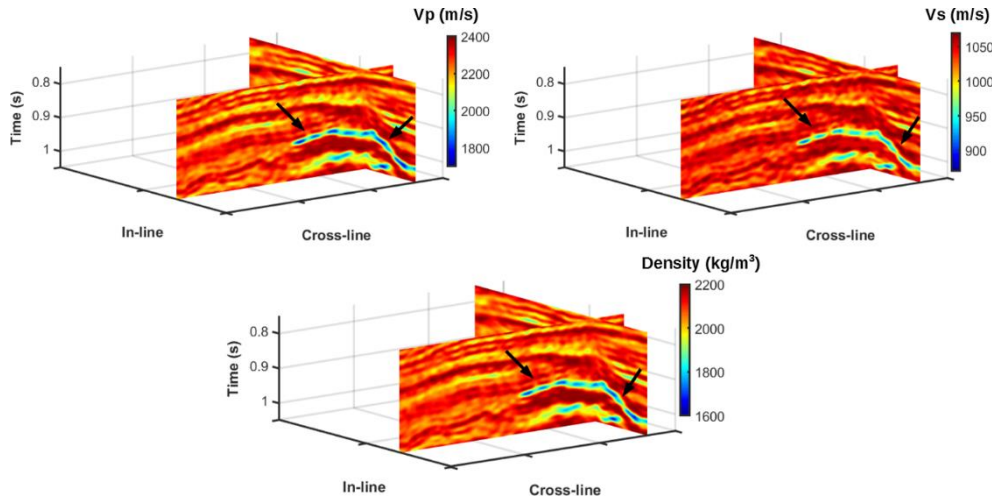 Vp (m/s)
2400
2200
2000
1800
Time (s)
0.8
0.9
1
In-line
Cross-line
Vs (m/s)
1050
1000
950
900
Time (s)
0.8
0.9
1
In-line
Cross-line
Density (kg/m³)
2200
2000
1800
1600
Time (s)
0.8
0.9
1
In-line
Cross-line